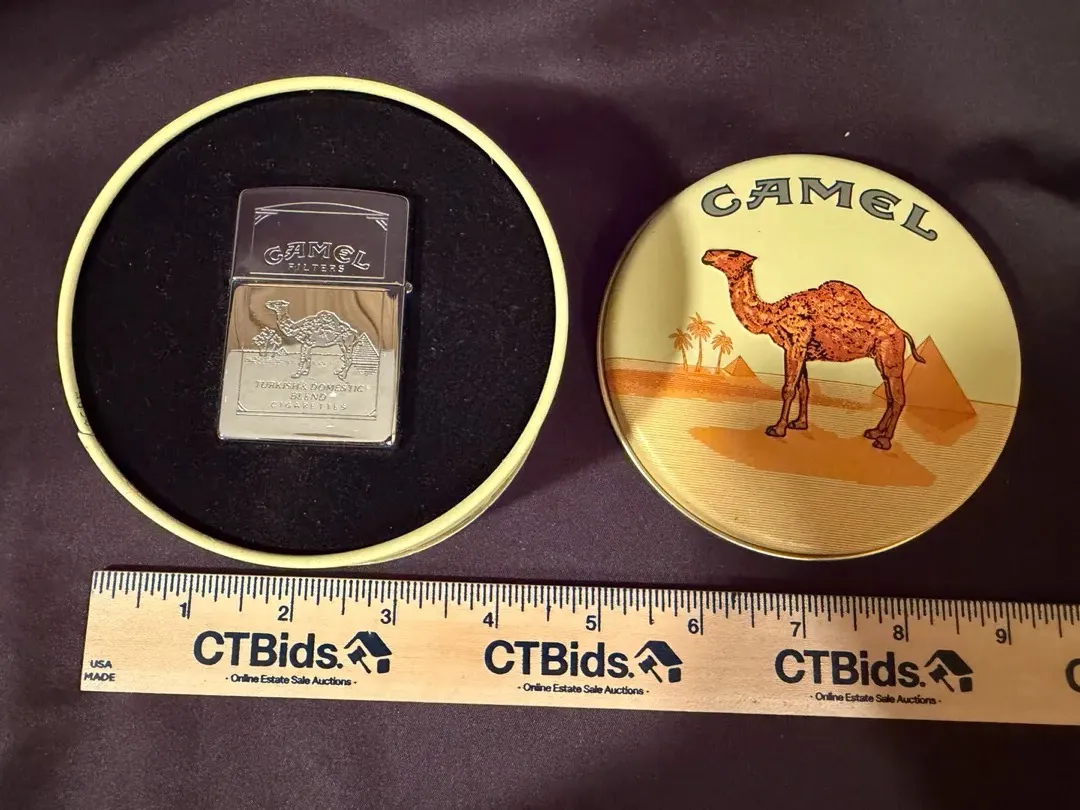 CAMEL
FILTERS
TURKISH & DOMESTIC
BLEND
CIGARETTES
CAMEL
1 2 3 4 5 6 7 8 9
USA
MADE
CTBids.
- Online Estate Sale Auctions -
CTBids.
- Online Estate Sale Auctions -
CTBids.
- Online Estate Sale Auctions -
C